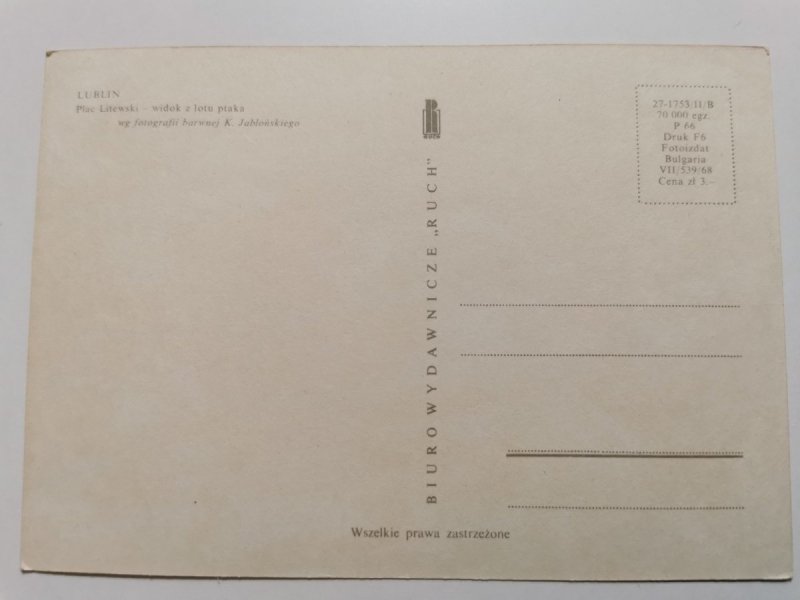 LUBLIN
Plac Litewski – widok z lotu ptaka
wg fotografii barwnej K. Jabłońskiego
RUCH
BIURO WYDAWNICZE „RUCH”
27-1753/II/B
70 000 egz.
P 66
Druk F6
Fotoizdat
Bulgaria
VII/539/68
Cena zł 3.–
Wszelkie prawa zastrzeżone